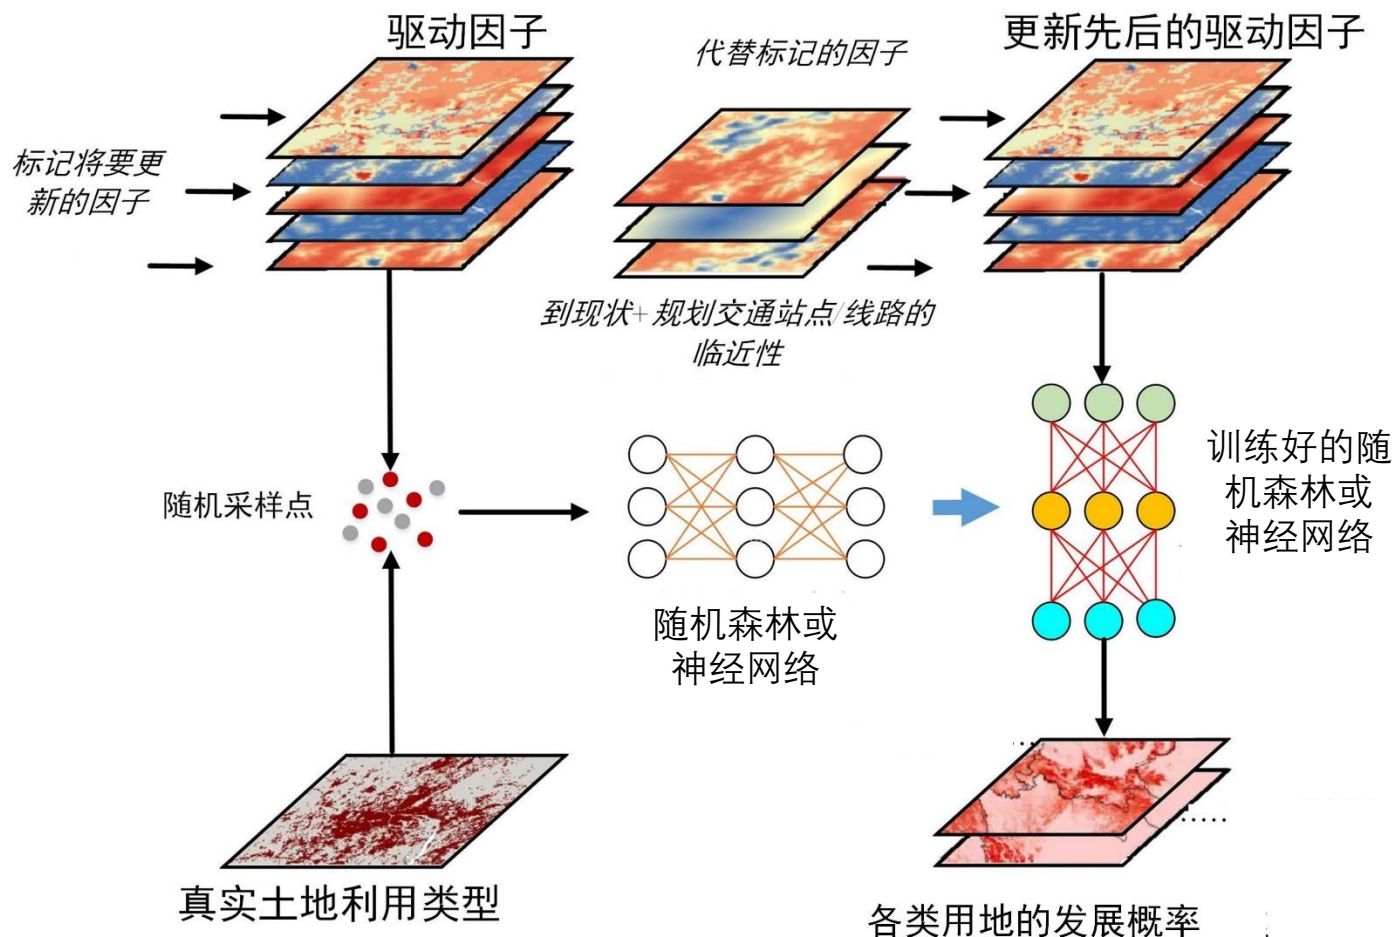 驱动因子
代替标记的因子
更新先后的驱动因子
标记将要更
新的因子
到现状+规划交通站点/线路的
临近性
随机采样点
随机森林或
神经网络
训练好的随
机森林或
神经网络
真实土地利用类型
各类用地的发展概率